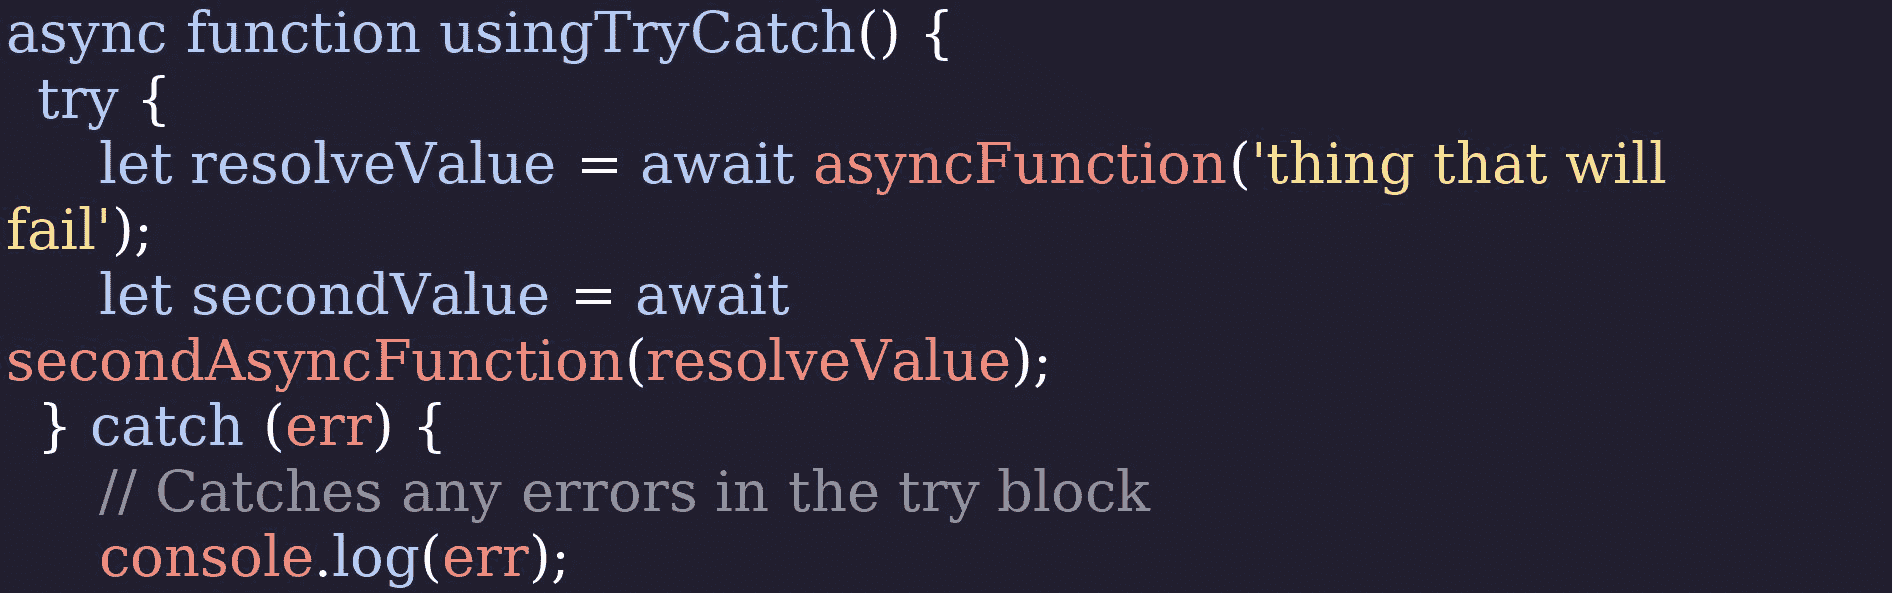 async function usingTryCatch() {
  try {
      let resolveValue = await asyncFunction('thing that will
fail');
      let secondValue = await
secondAsyncFunction(resolveValue);
  } catch (err) {
      // Catches any errors in the try block
      console.log(err);